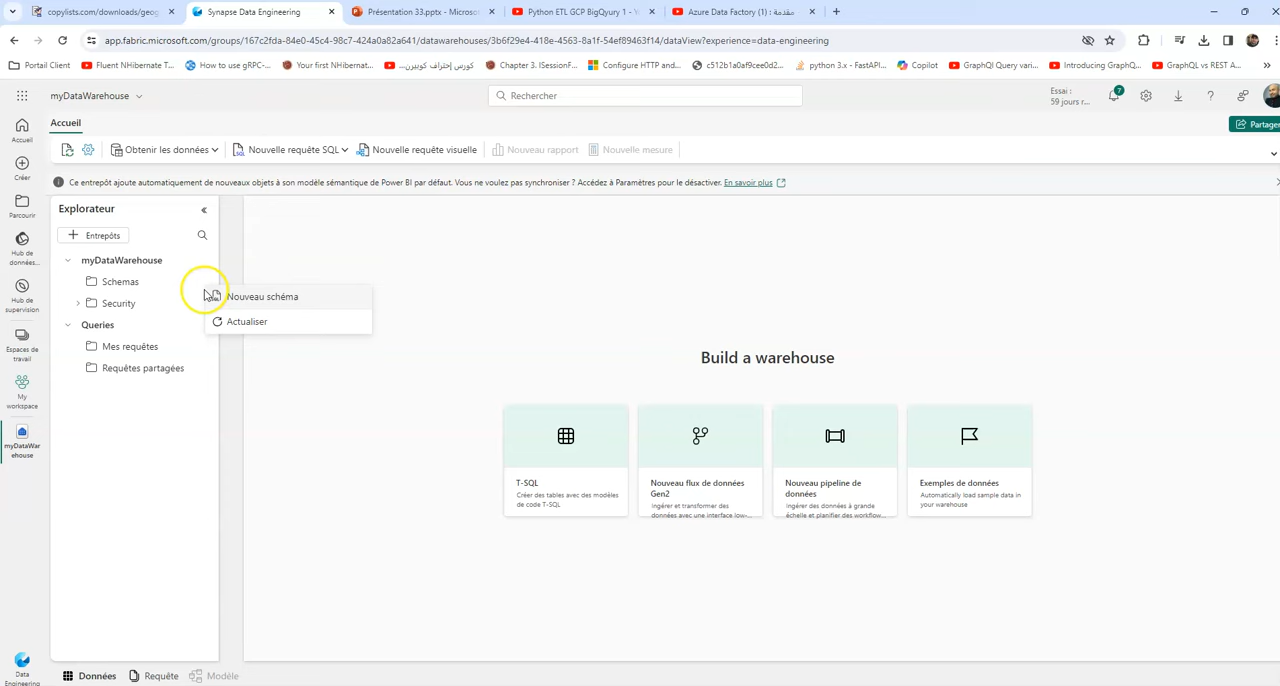 copylists.com/downloads/geog
Synapse Data Engineering
Présentation 33.pptx - Microsof
Python ETL GCP BigQyury 1 - Yo
Azure Data Factory (1) : مقدمة
app.fabric.microsoft.com/groups/167c2fda-84e0-45c4-98c7-424a0a82a641/datawarehouses/3b6f29e4-418e-4563-8a1f-54ef89463f14/dataView?experience=data-engineering
Portail Client
Fluent NHibernate T...
How to use gRPC-...
Your first NHibernat...
كورس إحتراف كوبيرن...
Chapter 3. ISessionF...
Configure HTTP and...
c512b1a0af9cee0d2...
python 3.x - FastAPI...
Copilot
GraphQl Query vari...
Introducing GraphQ...
GraphQL vs REST A...
»
myDataWarehouse
Rechercher
Essai :
59 jours r...
7
?
Accueil
Partager
Obtenir les données
Nouvelle requête SQL
Nouvelle requête visuelle
Nouveau rapport
Nouvelle mesure
Ce entrepôt ajoute automatiquement de nouveaux objets à son modèle sémantique de Power BI par défaut. Vous ne voulez pas synchroniser ? Accédez à Paramètres pour le désactiver. En savoir plus
Accueil
Créer
Parcourir
Hub de
données...
Hub de
supervision
Espaces de
travail
My
workspace
myDataWar
ehouse
Data
Engineering
Explorateur
«
+ Entrepôts
myDataWarehouse
Schemas
Security
Queries
Mes requêtes
Requêtes partagées
Nouveau schéma
Actualiser
Build a warehouse
T-SQL
Créer des tables avec des modèles
de code T-SQL
Nouveau flux de données
Gen2
Ingérer et transformer des
données avec une interface low-...
Nouveau pipeline de
données
Ingérer des données à grande
échelle et planifier des workflow...
Exemples de données
Automatically load sample data in
your warehouse
Données
Requête
Modèle